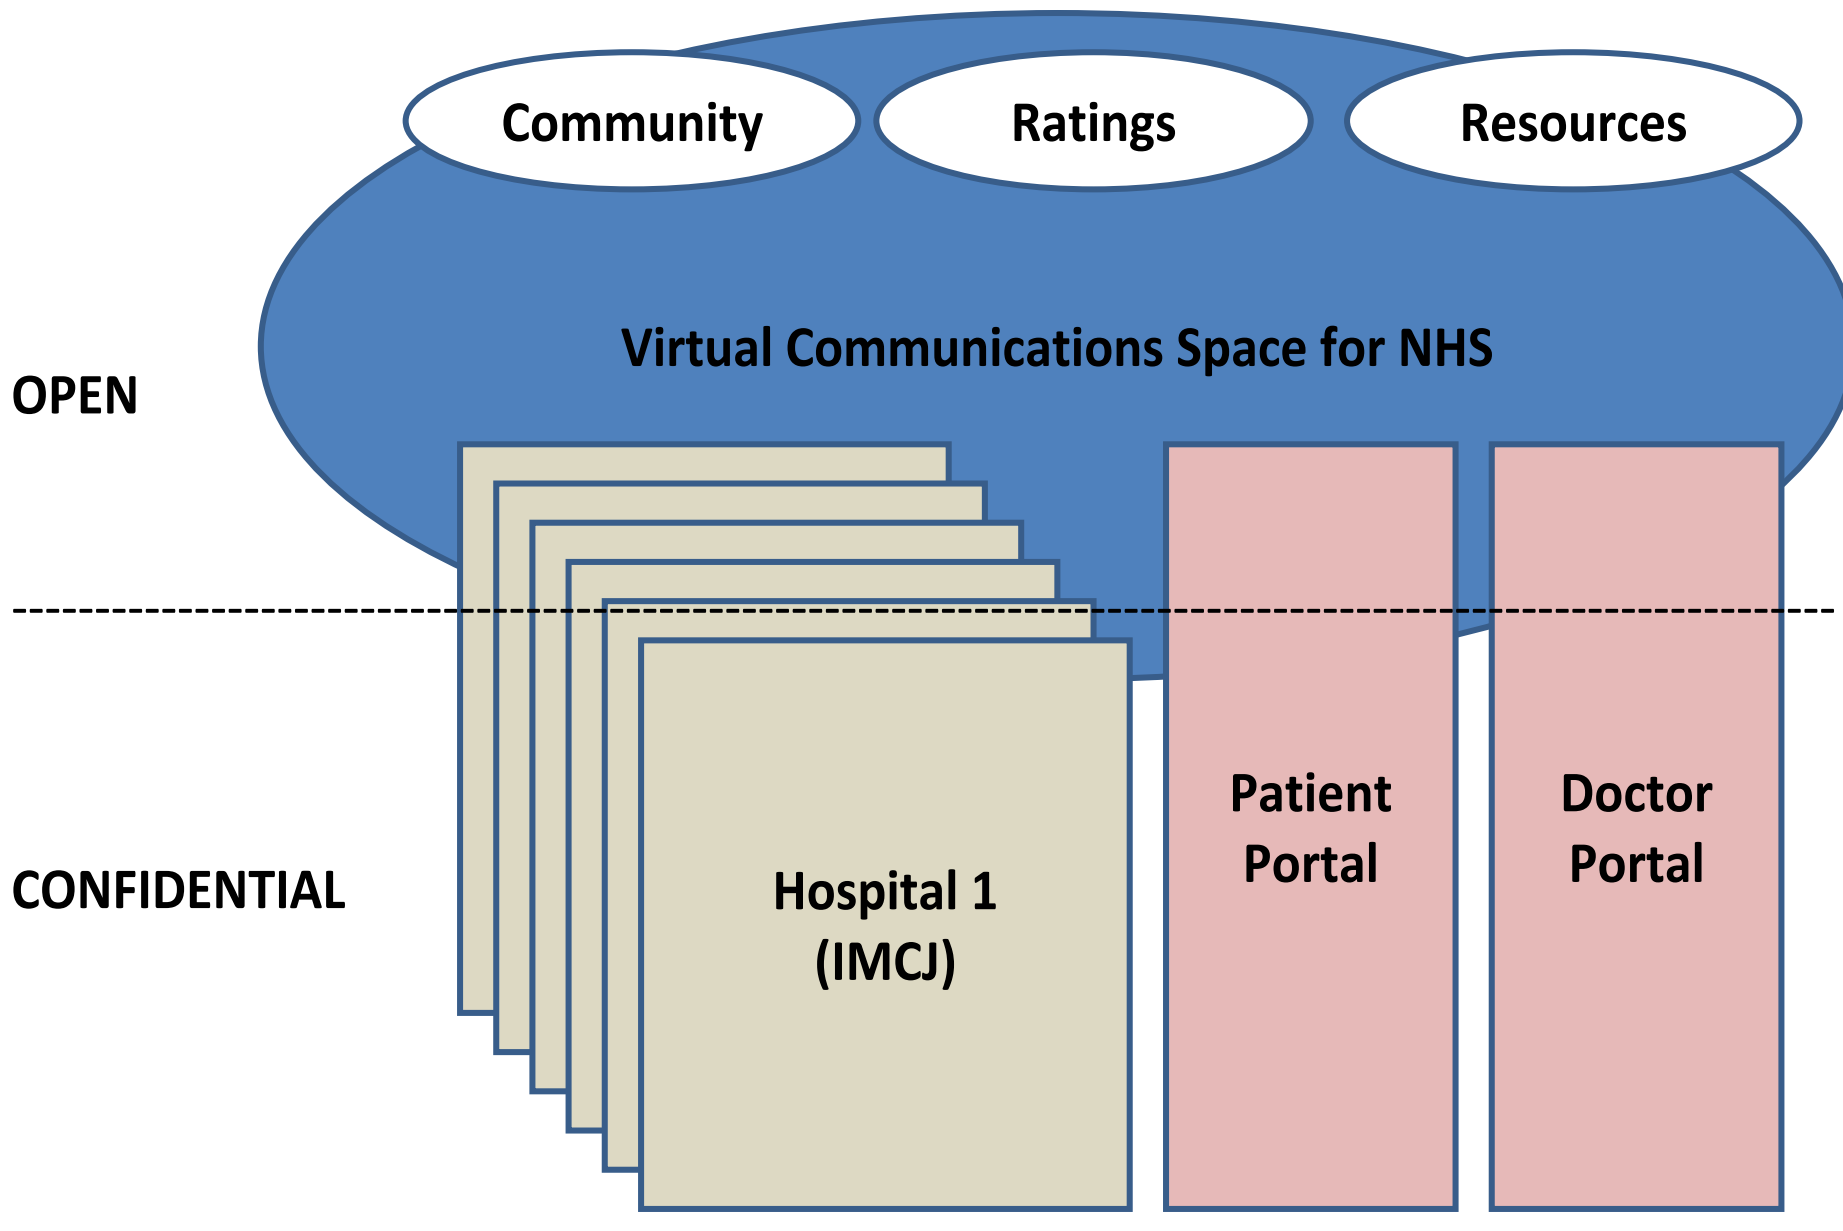 Community
Ratings
Resources
Virtual Communications Space for NHS
OPEN
Patient
Portal
Doctor
Portal
CONFIDENTIAL
Hospital 1
(IMCJ)